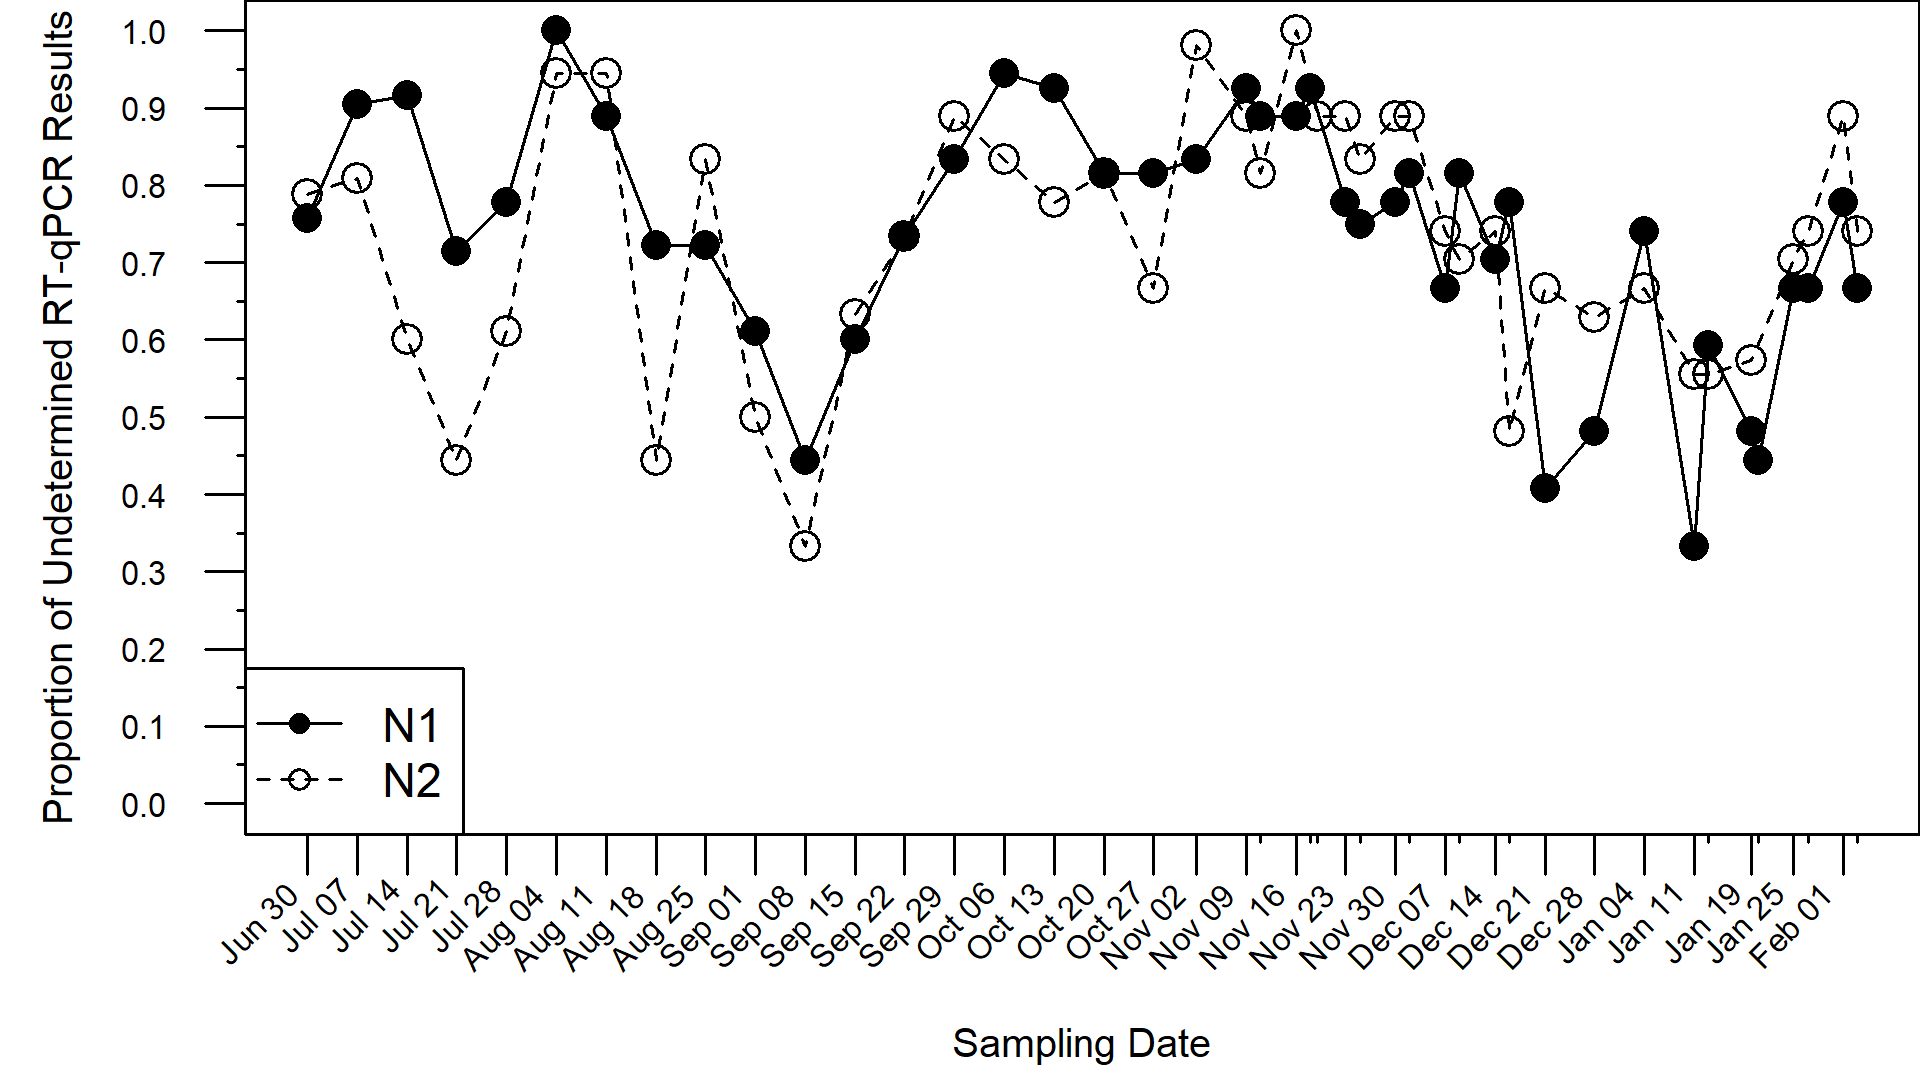 Proportion of Undetermined RT-qPCR Results
1.0
0.9
0.8
0.7
0.6
0.5
0.4
0.3
0.2
0.1
0.0
N1
N2
Jun 30
Jul 07
Jul 14
Jul 21
Jul 28
Aug 04
Aug 11
Aug 18
Aug 25
Sep 01
Sep 08
Sep 15
Sep 22
Sep 29
Oct 06
Oct 13
Oct 20
Oct 27
Nov 02
Nov 09
Nov 16
Nov 23
Nov 30
Dec 07
Dec 14
Dec 21
Dec 28
Jan 04
Jan 11
Jan 19
Jan 25
Feb 01
Sampling Date